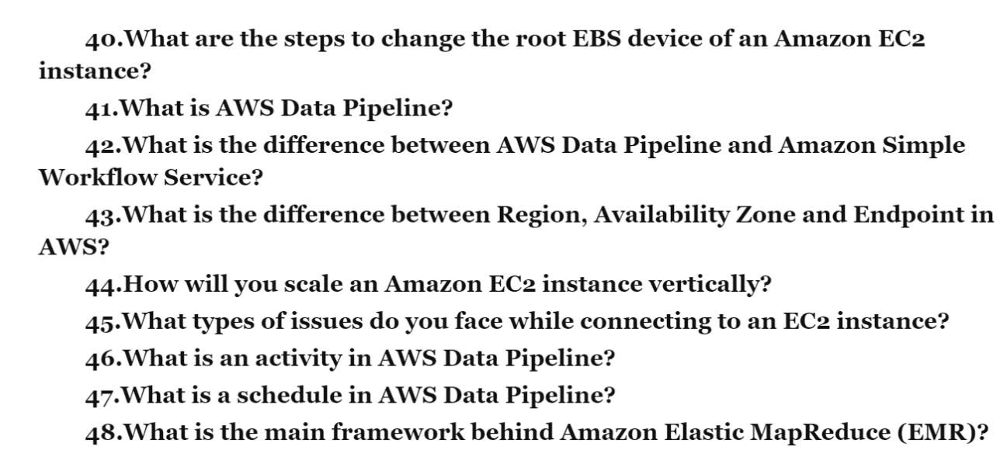 40.What are the steps to change the root EBS device of an Amazon EC2
instance?
41.What is AWS Data Pipeline?
42.What is the difference between AWS Data Pipeline and Amazon Simple
Workflow Service?
43.What is the difference between Region, Availability Zone and Endpoint in
AWS?
44.How will you scale an Amazon EC2 instance vertically?
45.What types of issues do you face while connecting to an EC2 instance?
46.What is an activity in AWS Data Pipeline?
47.What is a schedule in AWS Data Pipeline?
48.What is the main framework behind Amazon Elastic MapReduce (EMR)?